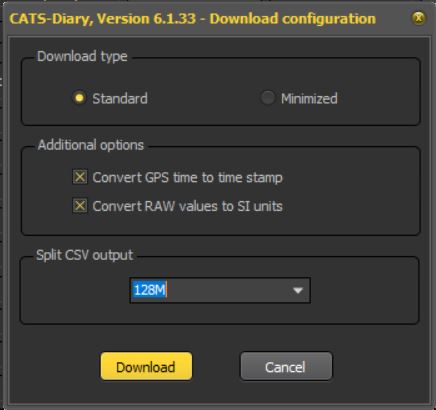 CATS-Diary, Version 6.1.33 - Download configuration
Download type
Standard
Minimized
Additional options
Convert GPS time to time stamp
Convert RAW values to SI units
Split CSV output
128M
Download
Cancel